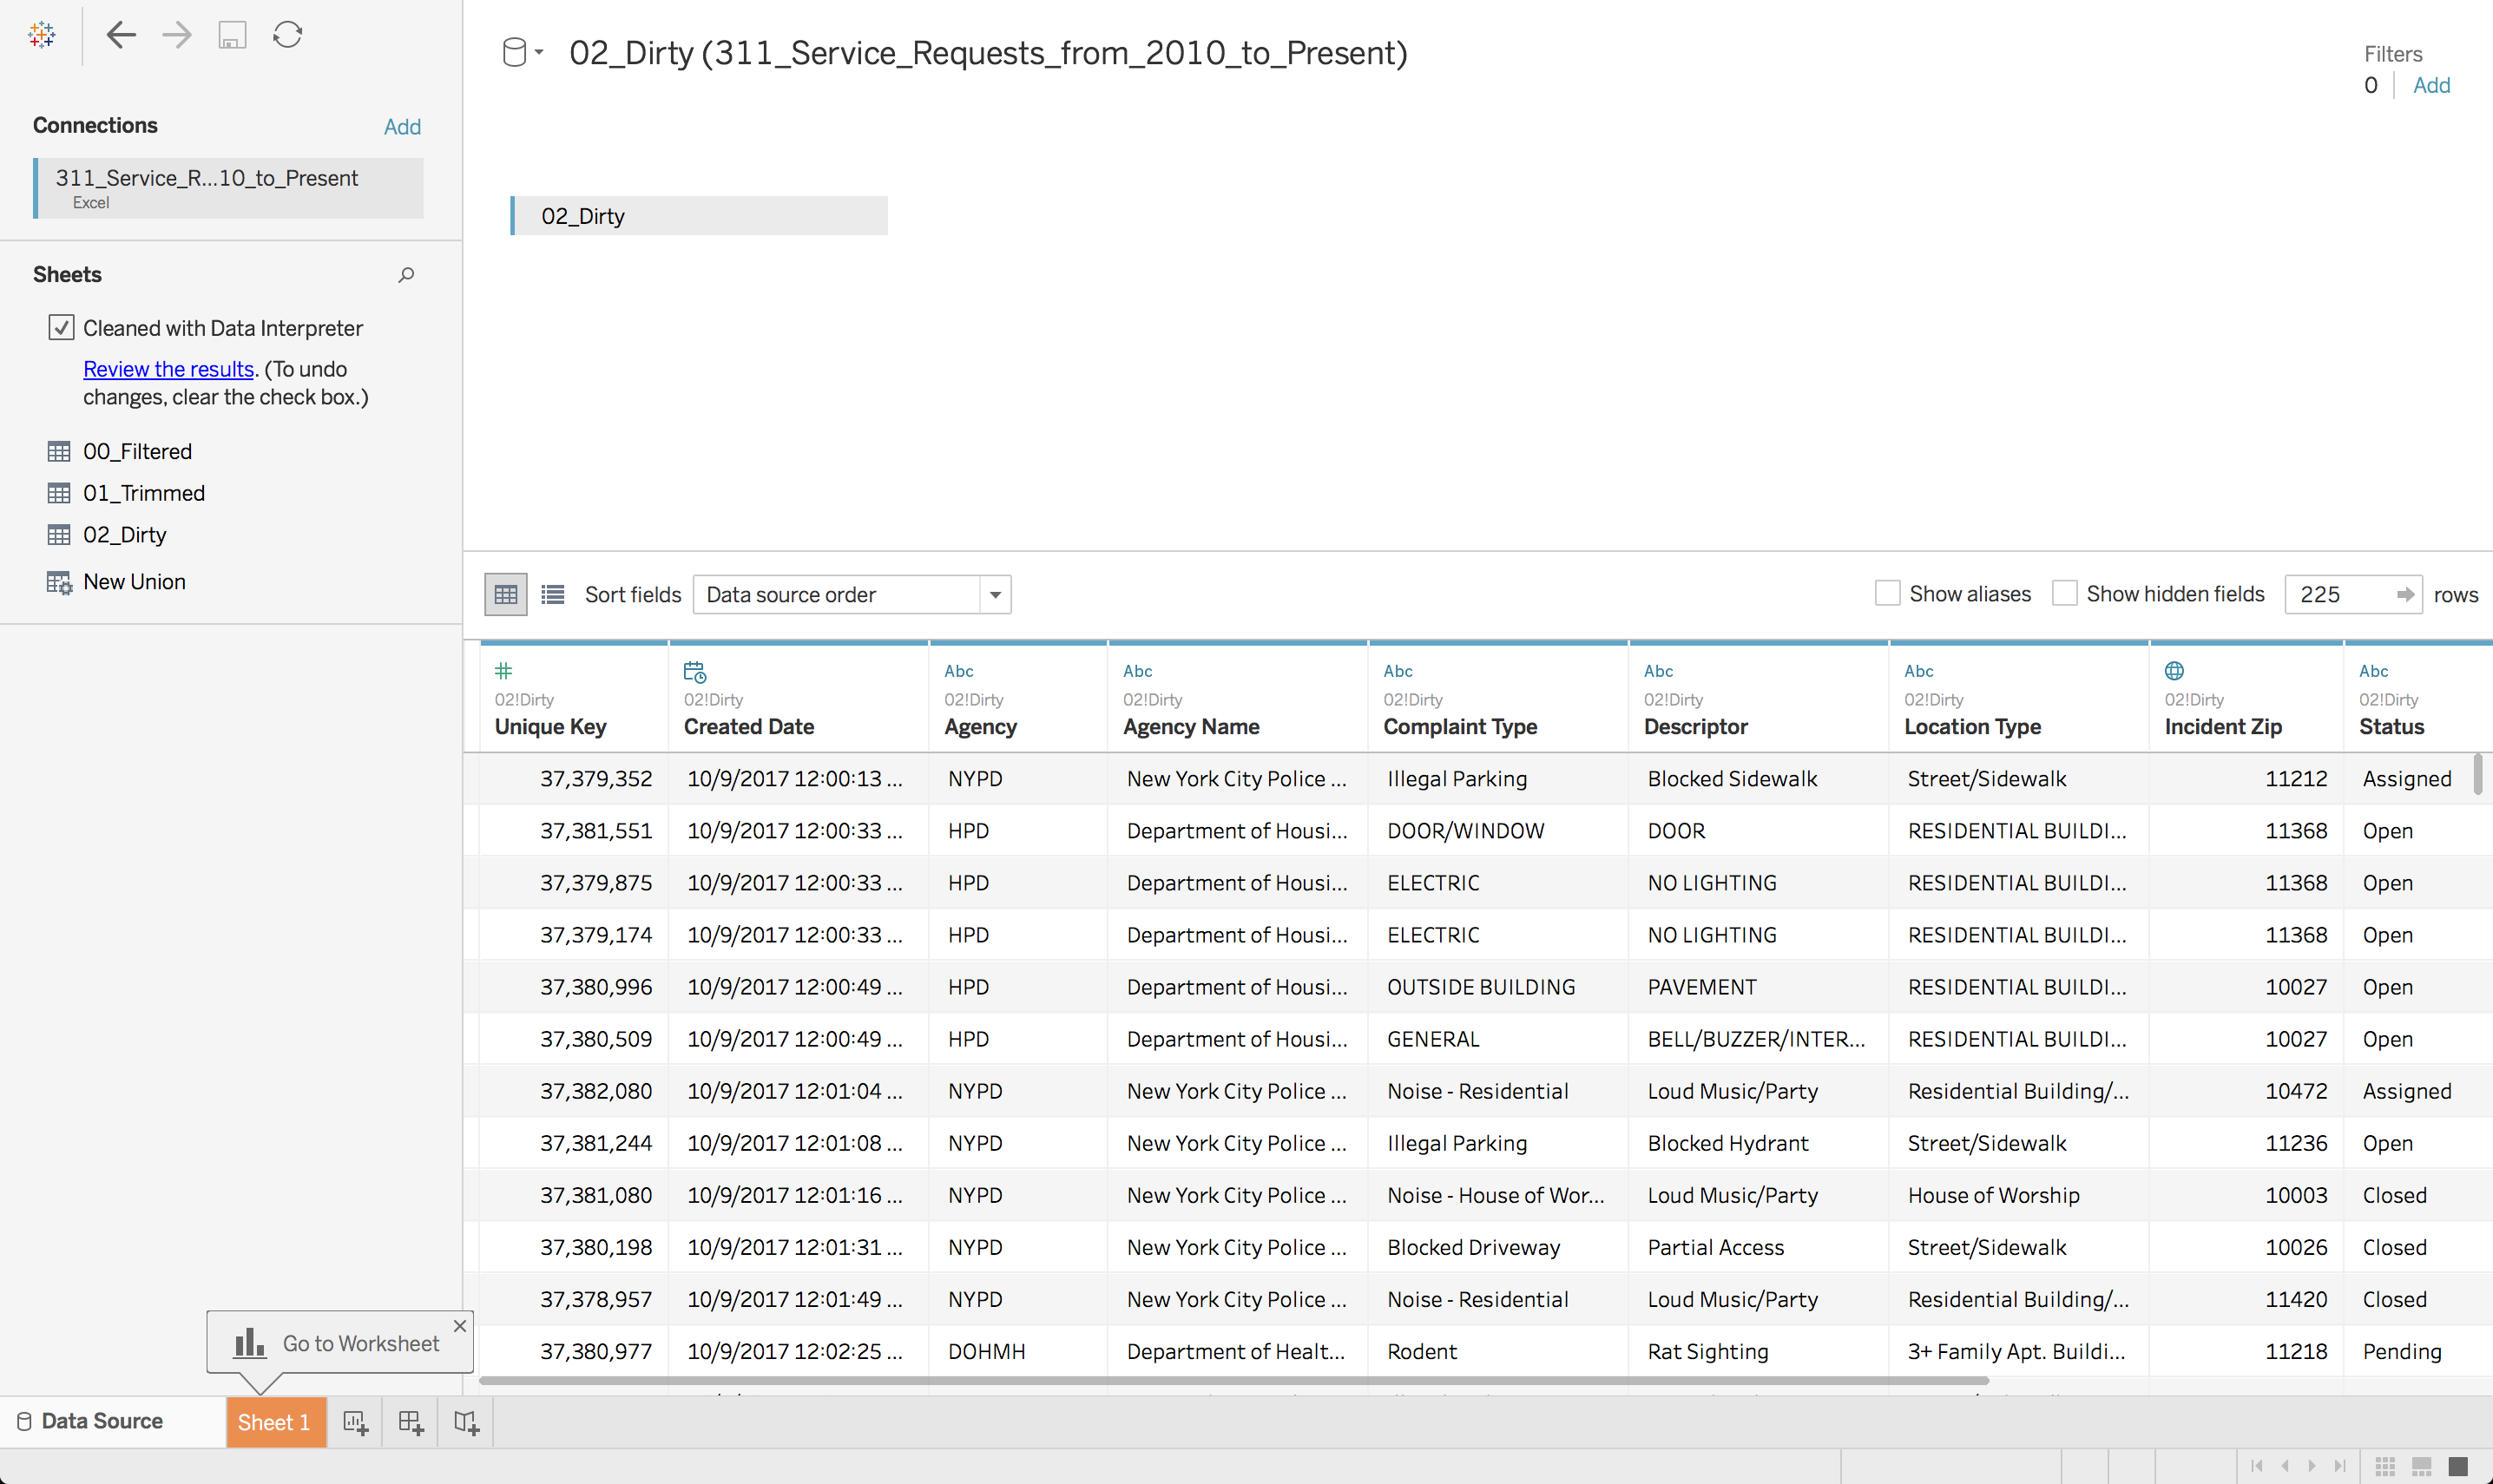 02_Dirty (311_Service_Requests_from_2010_to_Present)
Filters
0 Add
Connections Add
311_Service_R...10_to_Present
Excel
02_Dirty
Sheets
Cleaned with Data Interpreter
Review the results. (To undo
changes, clear the check box.)
00_Filtered
01_Trimmed
02_Dirty
New Union
Sort fields Data source order Show aliases Show hidden fields 225 rows
# Abc Abc Abc Abc Abc Abc
02!Dirty 02!Dirty 02!Dirty 02!Dirty 02!Dirty 02!Dirty 02!Dirty 02!Dirty 02!Dirty
Unique Key Created Date Agency Agency Name Complaint Type Descriptor Location Type Incident Zip Status
37,379,352 10/9/2017 12:00:13 ... NYPD New York City Police ... Illegal Parking Blocked Sidewalk Street/Sidewalk 11212 Assigned
37,381,551 10/9/2017 12:00:33 ... HPD Department of Housi... DOOR/WINDOW DOOR RESIDENTIAL BUILDI... 11368 Open
37,379,875 10/9/2017 12:00:33 ... HPD Department of Housi... ELECTRIC NO LIGHTING RESIDENTIAL BUILDI... 11368 Open
37,379,174 10/9/2017 12:00:33 ... HPD Department of Housi... ELECTRIC NO LIGHTING RESIDENTIAL BUILDI... 11368 Open
37,380,996 10/9/2017 12:00:49 ... HPD Department of Housi... OUTSIDE BUILDING PAVEMENT RESIDENTIAL BUILDI... 10027 Open
37,380,509 10/9/2017 12:00:49 ... HPD Department of Housi... GENERAL BELL/BUZZER/INTER... RESIDENTIAL BUILDI... 10027 Open
37,382,080 10/9/2017 12:01:04 ... NYPD New York City Police ... Noise - Residential Loud Music/Party Residential Building/... 10472 Assigned
37,381,244 10/9/2017 12:01:08 ... NYPD New York City Police ... Illegal Parking Blocked Hydrant Street/Sidewalk 11236 Open
37,381,080 10/9/2017 12:01:16 ... NYPD New York City Police ... Noise - House of Wor... Loud Music/Party House of Worship 10003 Closed
37,380,198 10/9/2017 12:01:31 ... NYPD New York City Police ... Blocked Driveway Partial Access Street/Sidewalk 10026 Closed
37,378,957 10/9/2017 12:01:49 ... NYPD New York City Police ... Noise - Residential Loud Music/Party Residential Building/... 11420 Closed
37,380,977 10/9/2017 12:02:25 ... DOHMH Department of Healt... Rodent Rat Sighting 3+ Family Apt. Buildi... 11218 Pending
Go to Worksheet
Data Source Sheet 1